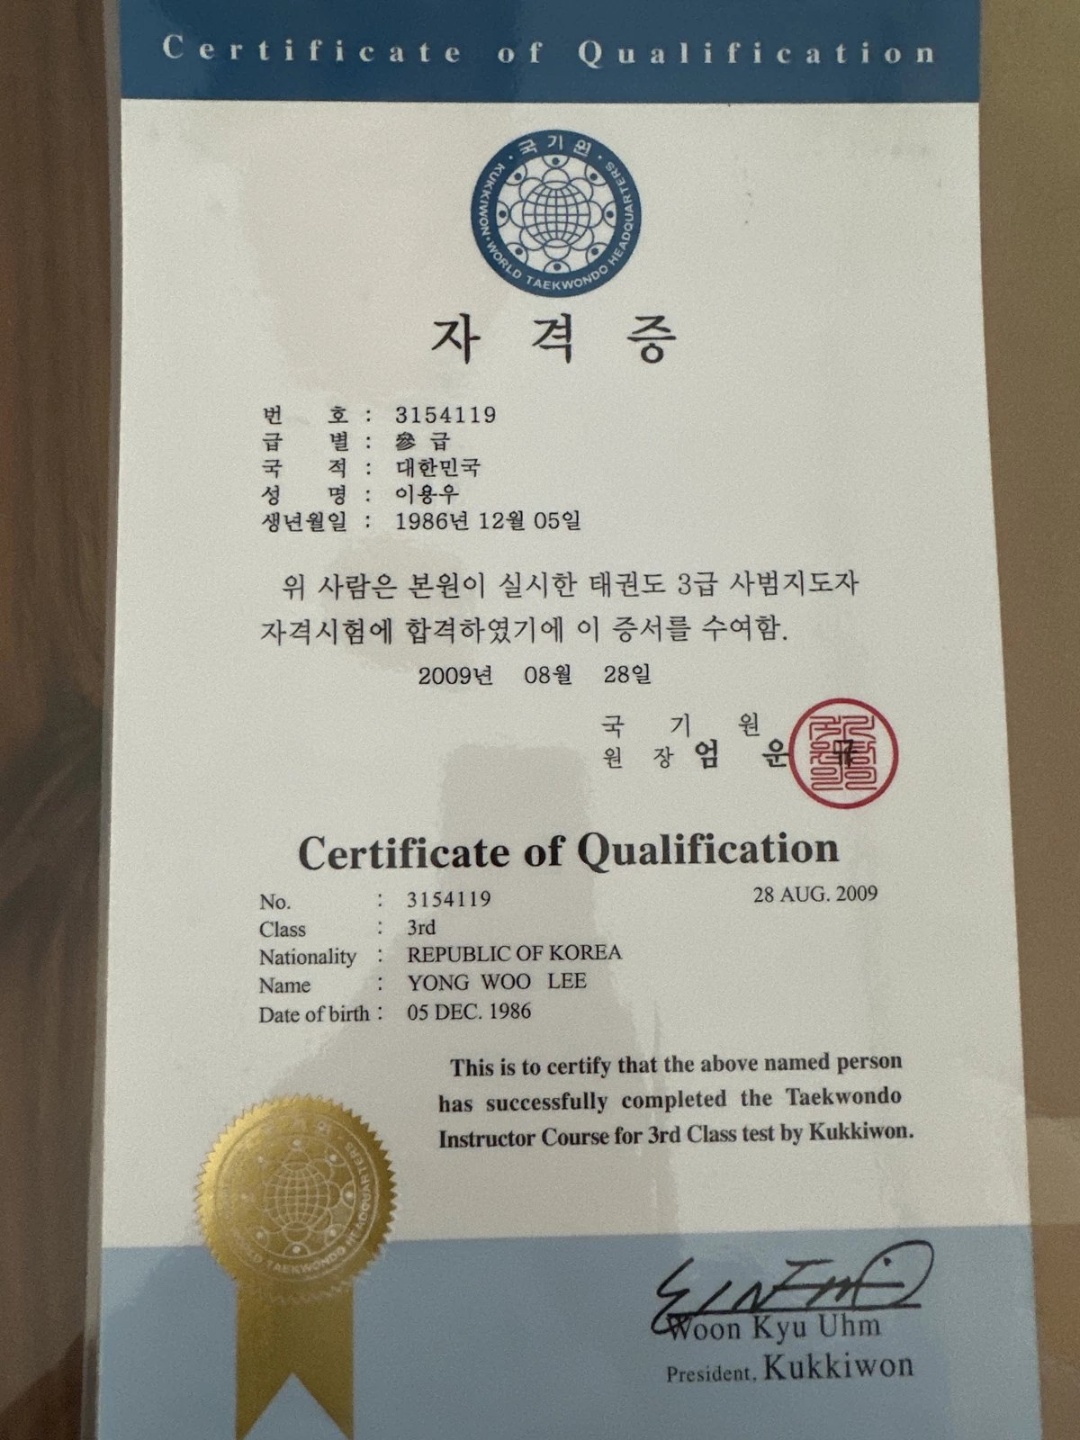 Certificate of Qualification
· 국기원 ·
KUKKIWON · WORLD TAEKWONDO HEADQUARTERS
자 격 증
번 호 : 3154119
급 별 : 參 급
국 적 : 대한민국
성 명 : 이용우
생년월일 : 1986년 12월 05일
위 사람은 본원이 실시한 태권도 3급 사범지도자
자격시험에 합격하였기에 이 증서를 수여함.
2009년 08월 28일
국 기 원
원 장 엄 운 규
Certificate of Qualification
No. : 3154119 28 AUG. 2009
Class : 3rd
Nationality : REPUBLIC OF KOREA
Name : YONG WOO LEE
Date of birth : 05 DEC. 1986
This is to certify that the above named person
has successfully completed the Taekwondo
Instructor Course for 3rd Class test by Kukkiwon.
WORLD TAEKWONDO HEADQUARTERS
Woon Kyu Uhm
President, Kukkiwon